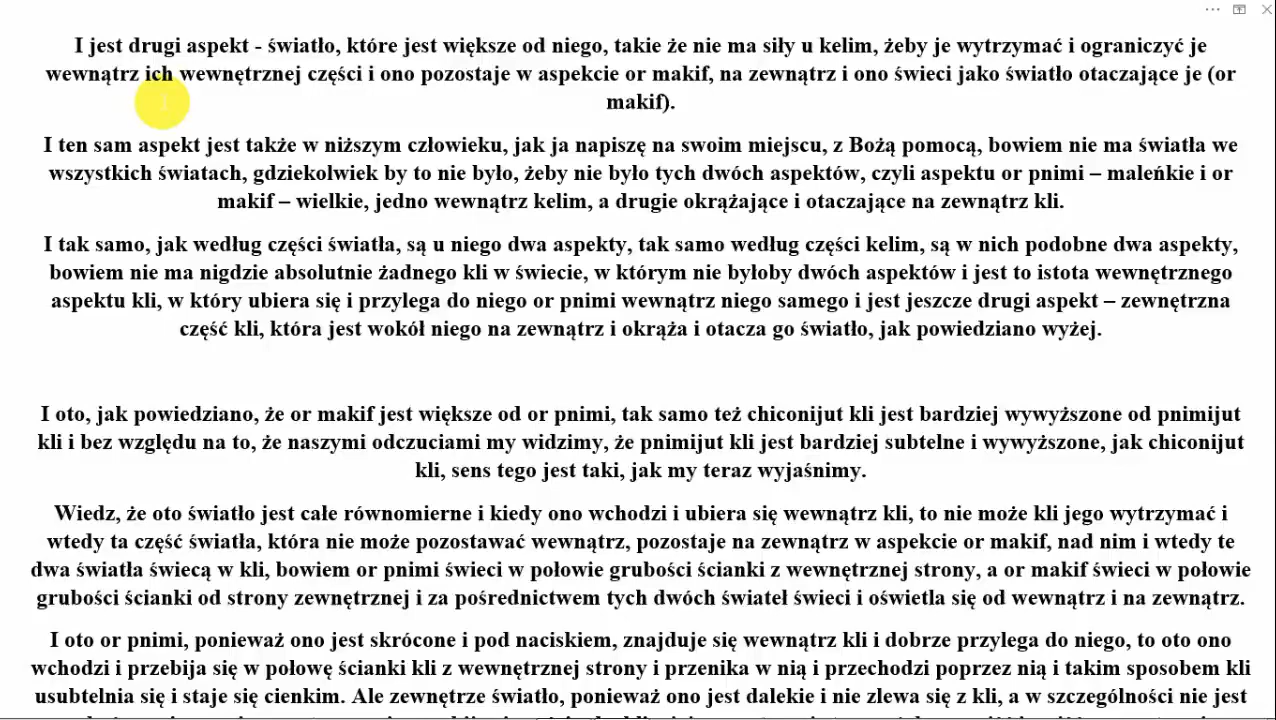 I jest drugi aspekt - światło, które jest większe od niego, takie że nie ma siły u kelim, żeby je wytrzymać i ograniczyć je
wewnątrz ich wewnętrznej części i ono pozostaje w aspekcie or makif, na zewnątrz i ono świeci jako światło otaczające je (or
makif).
I ten sam aspekt jest także w niższym człowieku, jak ja napiszę na swoim miejscu, z Bożą pomocą, bowiem nie ma światła we
wszystkich światach, gdziekolwiek by to nie było, żeby nie było tych dwóch aspektów, czyli aspektu or pnimi – maleńkie i or
makif – wielkie, jedno wewnątrz kelim, a drugie okrążające i otaczające na zewnątrz kli.
I tak samo, jak według części światła, są u niego dwa aspekty, tak samo według części kelim, są w nich podobne dwa aspekty,
bowiem nie ma nigdzie absolutnie żadnego kli w świecie, w którym nie byłoby dwóch aspektów i jest to istota wewnętrznego
aspektu kli, w który ubiera się i przylega do niego or pnimi wewnątrz niego samego i jest jeszcze drugi aspekt – zewnętrzna
część kli, która jest wokół niego na zewnątrz i okrąża i otacza go światło, jak powiedziano wyżej.
I oto, jak powiedziano, że or makif jest większe od or pnimi, tak samo też chiconijut kli jest bardziej wywyższone od pnimijut
kli i bez względu na to, że naszymi odczuciami my widzimy, że pnimijut kli jest bardziej subtelne i wywyższone, jak chiconijut
kli, sens tego jest taki, jak my teraz wyjaśnimy.
Wiedz, że oto światło jest całe równomierne i kiedy ono wchodzi i ubiera się wewnątrz kli, to nie może kli jego wytrzymać i
wtedy ta część światła, która nie może pozostawać wewnątrz, pozostaje na zewnątrz w aspekcie or makif, nad nim i wtedy te
dwa światła świecą w kli, bowiem or pnimi świeci w połowie grubości ścianki z wewnętrznej strony, a or makif świeci w połowie
grubości ścianki od strony zewnętrznej i za pośrednictwem tych dwóch świateł świeci i oświetla się od wewnątrz i na zewnątrz.
I oto or pnimi, ponieważ ono jest skrócone i pod naciskiem, znajduje się wewnątrz kli i dobrze przylega do niego, to oto ono
wchodzi i przebija się w połowę ścianki kli z wewnętrznej strony i przenika w nią i przechodzi poprzez nią i takim sposobem kli
usubtelnia się i staje się cienkim. Ale zewnętrze światło, ponieważ ono jest dalekie i nie zlewa się z kli, a w szczególności nie jest